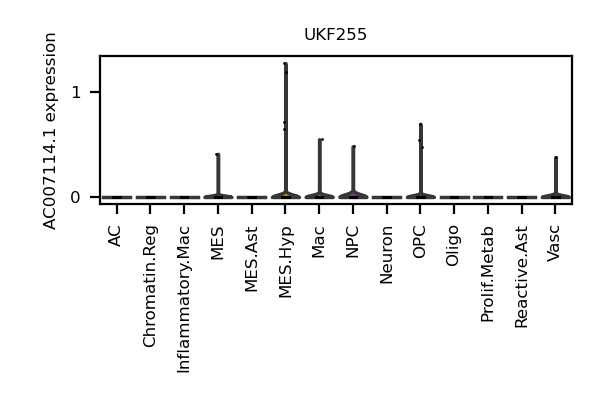 UKF255
AC007114.1 expression
1
0
AC
Chromatin.Reg
Inflammatory.Mac
MES
MES.Ast
MES.Hyp
Mac
NPC
Neuron
OPC
Oligo
Prolif.Metab
Reactive.Ast
Vasc